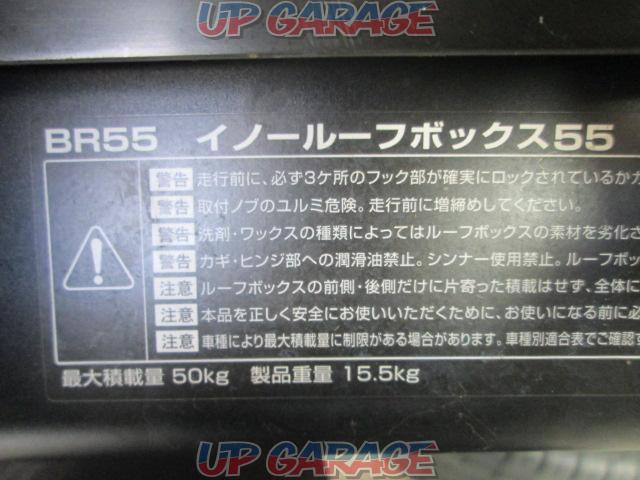 UP GARAGE
BR55 イノールーフボックス55
警告 走行前に、必ず3ケ所のフック部が確実にロックされているか
警告 取付ノブのユルミ危険。走行前に増締めしてください。
警告 洗剤・ワックスの種類によってはルーフボックスの素材を劣化さ
警告 カギ・ヒンジ部への潤滑油禁止。シンナー使用禁止。ルーフボッ
注意 ルーフボックスの前側・後側だけに片寄った積載はせず、全体に
注意 本品を正しく安全にお使いいただくために、お使いになる前に必
注意 車種により最大積載量に制限がある場合があります。車種別適合表でご確認
最大積載量 50kg 製品重量 15.5kg
UP GARAGE